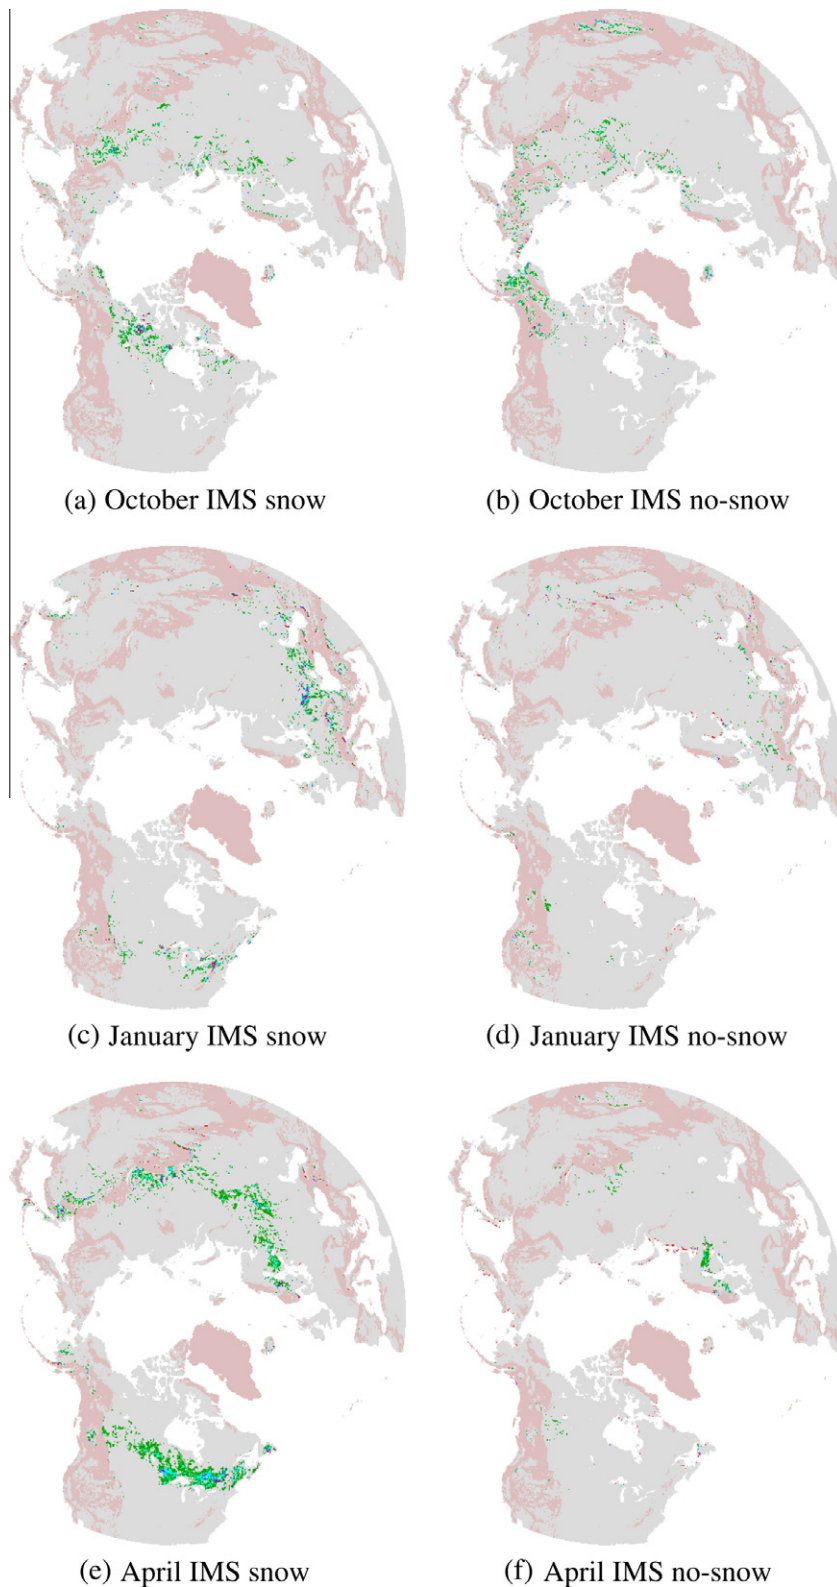 (a) October IMS snow
(b) October IMS no-snow
(c) January IMS snow
(d) January IMS no-snow
(e) April IMS snow
(f) April IMS no-snow